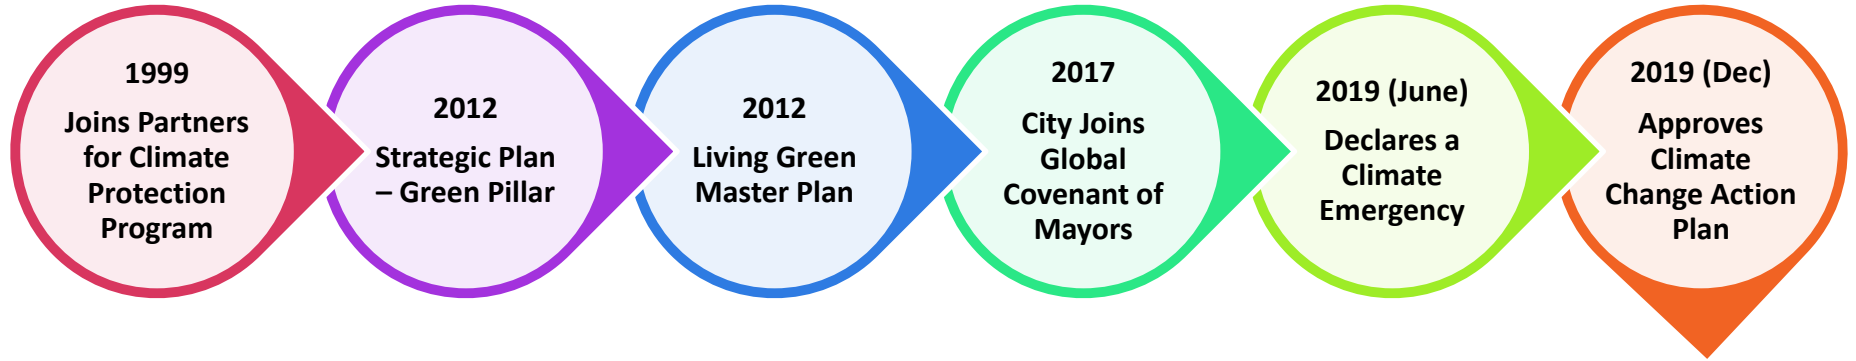 1999
Joins Partners
for Climate
Protection
Program
2012
Strategic Plan
– Green Pillar
2012
Living Green
Master Plan
2017
City Joins
Global
Covenant of
Mayors
2019 (June)
Declares a
Climate
Emergency
2019 (Dec)
Approves
Climate
Change Action
Plan